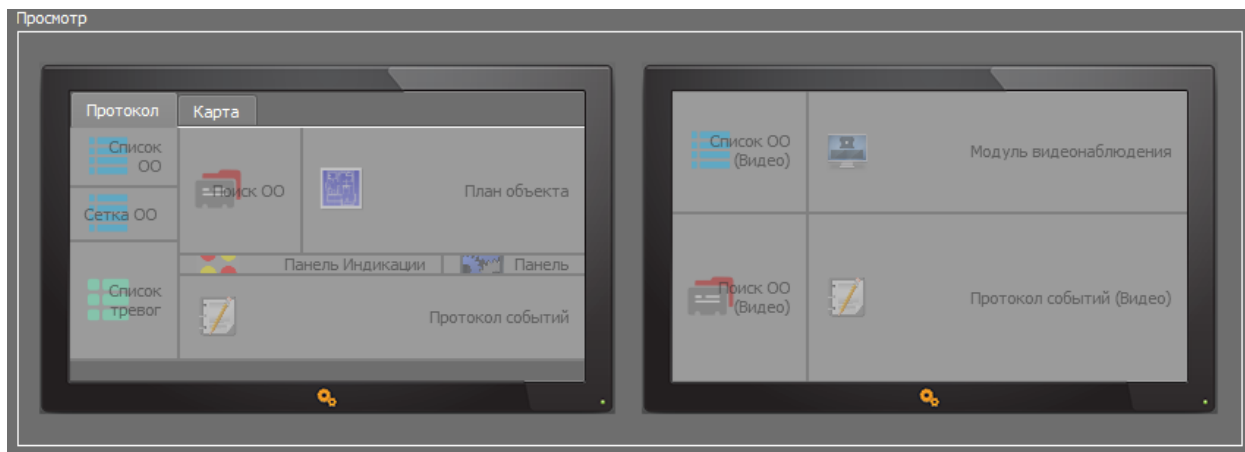 Просмотр
Протокол
Карта
Список
ОО
Сетка ОО
Список
тревог
Поиск ОО
План объекта
Панель Индикации
Панель
Протокол событий
Список ОО
(Видео)
Модуль видеонаблюдения
Поиск ОО
(Видео)
Протокол событий (Видео)